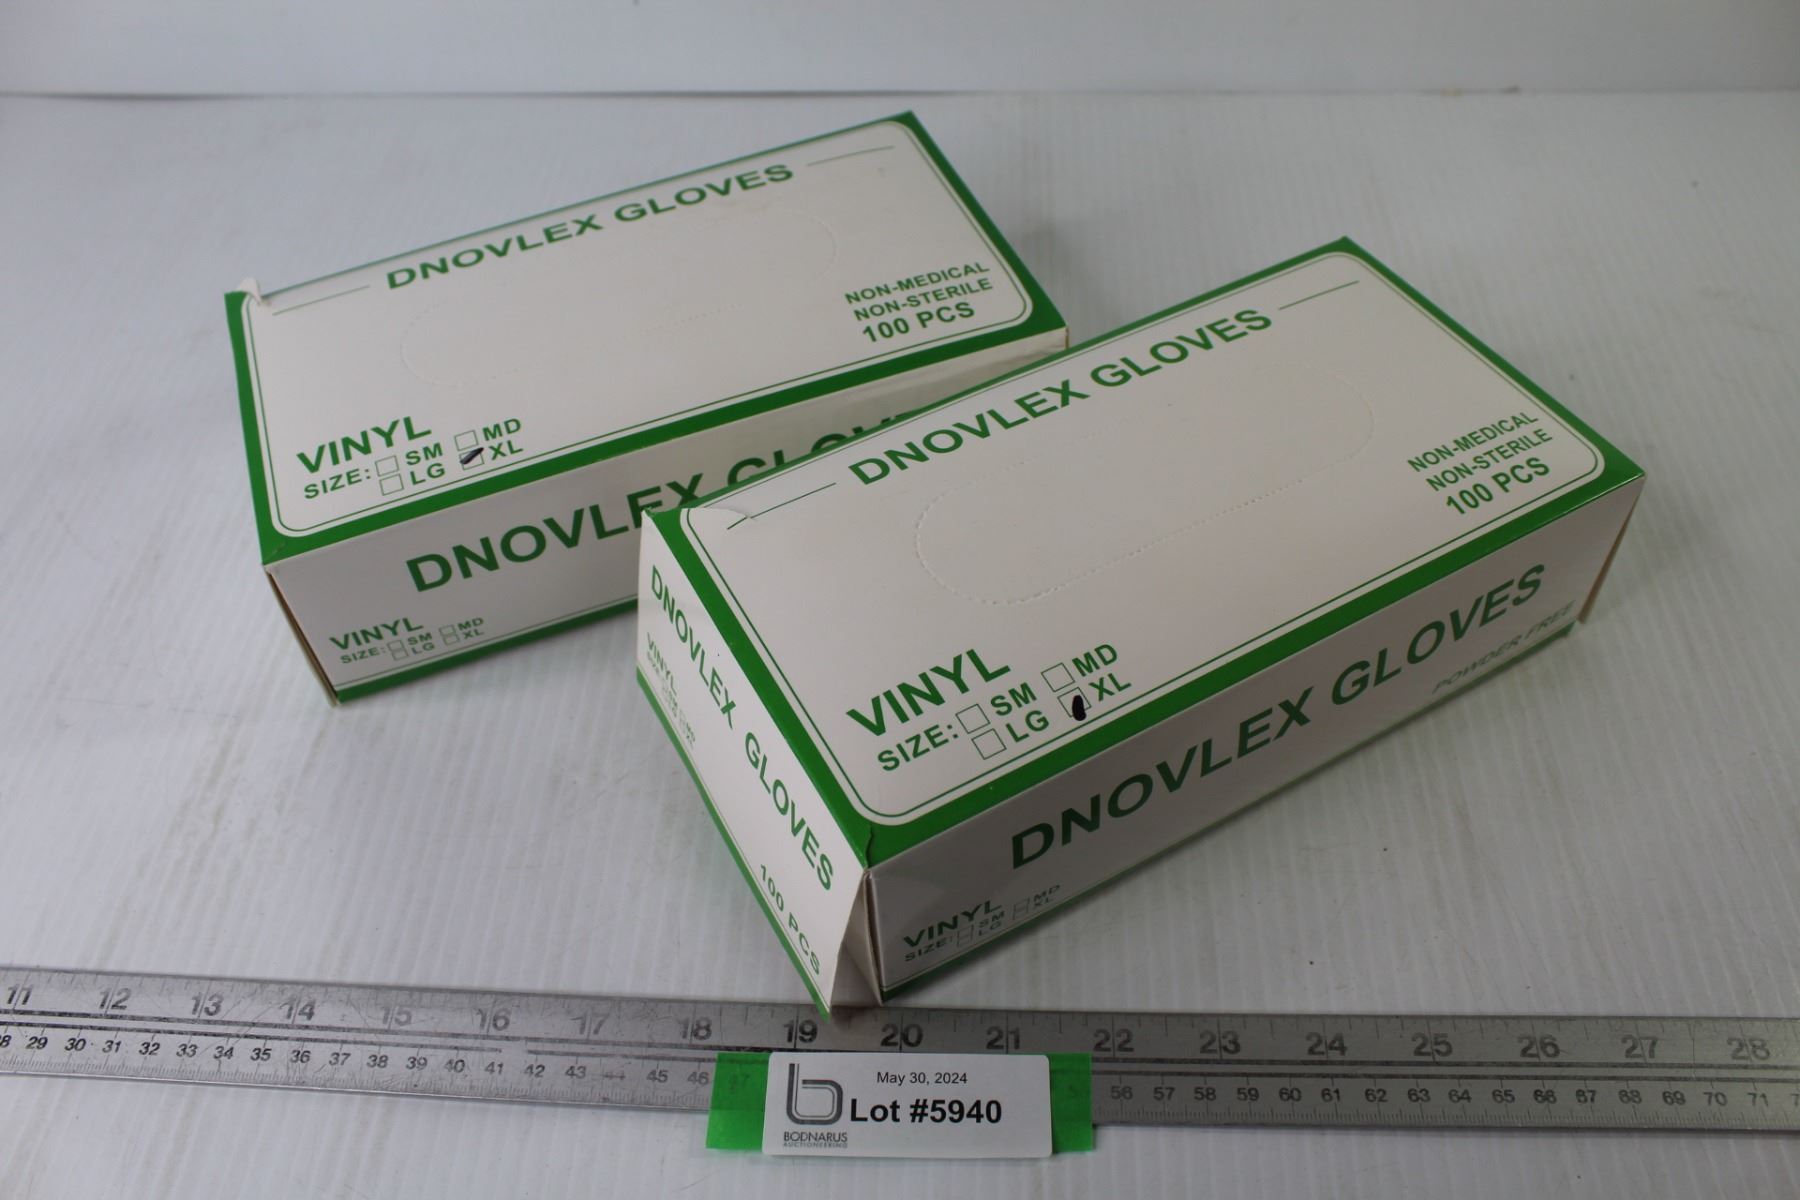 DNOVLEX GLOVES
NON-MEDICAL
NON-STERILE
100 PCS
VINYL
SIZE: SM MD
LG XL
DNOVLEX
VINYL
SIZE: SM MD
LG XL
DNOVLEX GLOVES
NON-MEDICAL
NON-STERILE
100 PCS
VINYL
SIZE: SM MD
LG XL
DNOVLEX GLOVES
VINYL
100 PCS
DNOVLEX GLOVES
POWDER FREE
VINYL
SIZE: SM MD
LG XL
11 12 13 14 15 16 17 18 19 20 21 22 23 24 25 26 27 28
29 30 31 32 33 34 35 36 37 38 39 40 41 42 43 44 45 46 47 56 57 58 59 60 61 62 63 64 65 66 67 68 69 70 71
May 30, 2024
Lot #5940
BODNARUS
AUCTIONEERING